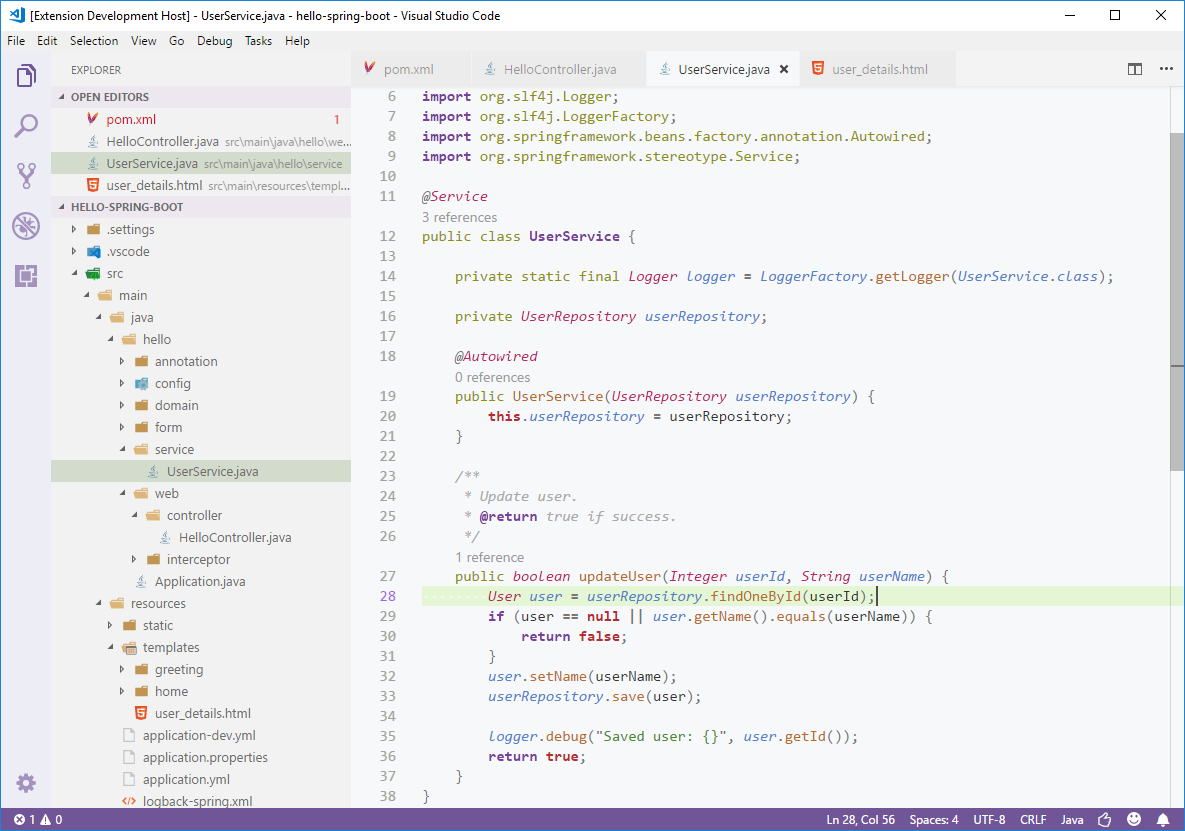 [Extension Development Host] - UserService.java - hello-spring-boot - Visual Studio Code
File Edit Selection View Go Debug Tasks Help
EXPLORER
OPEN EDITORS
pom.xml 1
HelloController.java src\main\java\hello\we...
UserService.java src\main\java\hello\service
user_details.html src\main\resources\templ...
HELLO-SPRING-BOOT
.settings
.vscode
src
main
java
hello
annotation
config
domain
form
service
UserService.java
web
controller
HelloController.java
interceptor
Application.java
resources
static
templates
greeting
home
user_details.html
application-dev.yml
application.properties
application.yml
logback-spring.xml
pom.xml HelloController.java UserService.java user_details.html
6 import org.slf4j.Logger;
7 import org.slf4j.LoggerFactory;
8 import org.springframework.beans.factory.annotation.Autowired;
9 import org.springframework.stereotype.Service;
10
11 @Service
3 references
12 public class UserService {
13
14 private static final Logger logger = LoggerFactory.getLogger(UserService.class);
15
16 private UserRepository userRepository;
17
18 @Autowired
0 references
19 public UserService(UserRepository userRepository) {
20 this.userRepository = userRepository;
21 }
22
23 /**
24 * Update user.
25 * @return true if success.
26 */
1 reference
27 public boolean updateUser(Integer userId, String userName) {
28 User user = userRepository.findOneById(userId);
29 if (user == null || user.getName().equals(userName)) {
30 return false;
31 }
32 user.setName(userName);
33 userRepository.save(user);
34
35 logger.debug("Saved user: {}", user.getId());
36 return true;
37 }
38 }
1 0 Ln 28, Col 56 Spaces: 4 UTF-8 CRLF Java